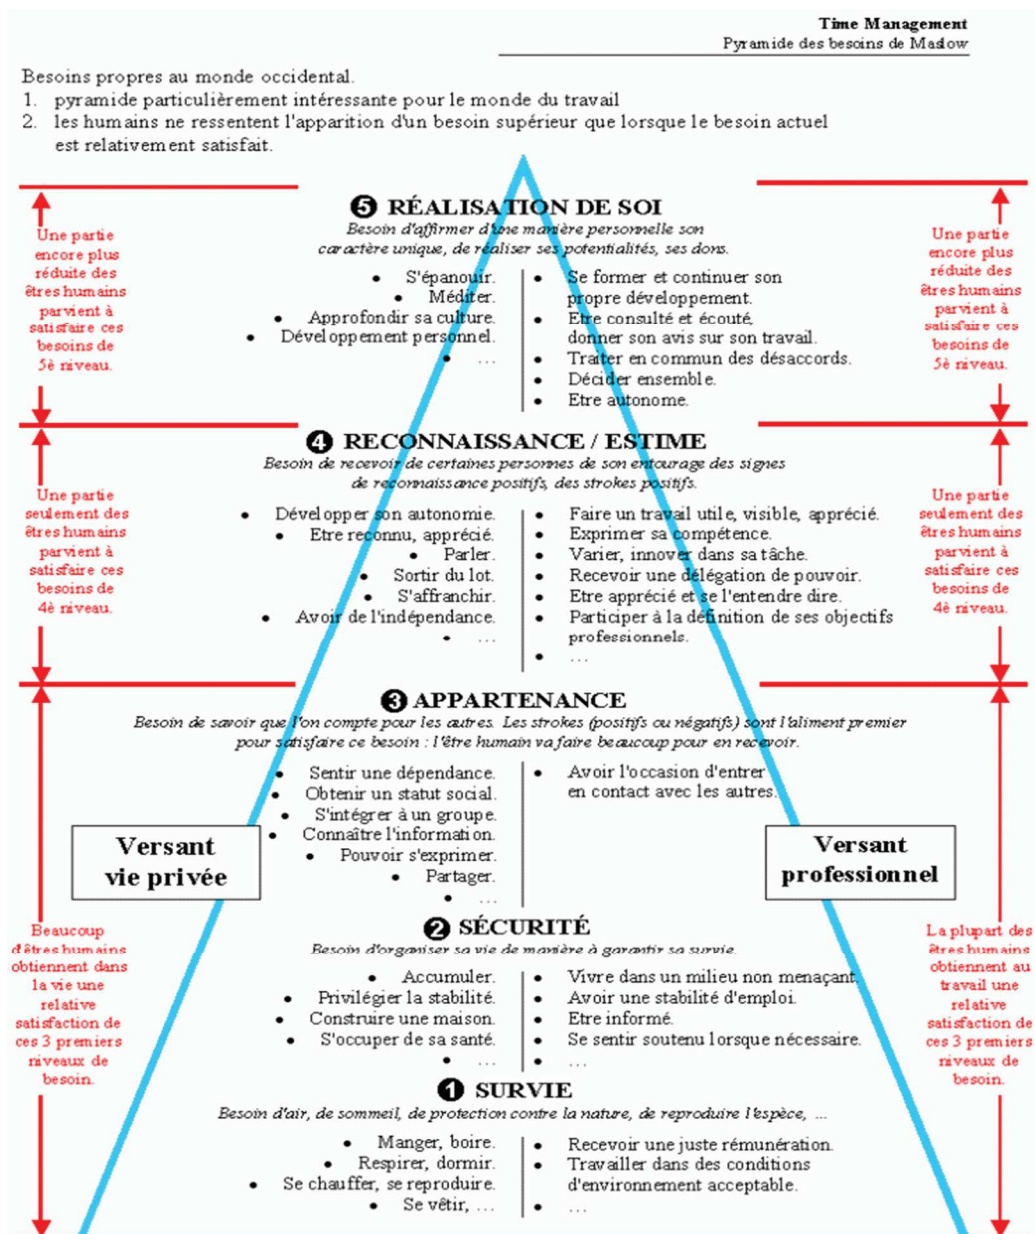 Time Management
Pyramide des besoins de Maslow
Besoins propres au monde occidental.
1. pyramide particulièrement intéressante pour le monde du travail
2. les humains ne ressentent l'apparition d'un besoin supérieur que lorsque le besoin actuel
est relativement satisfait.
❺ RÉALISATION DE SOI
Besoin d'affirmer d'une manière personnelle son
caractère unique, de réaliser ses potentialités, ses dons.
• S'épanouir.
• Méditer.
• Approfondir sa culture.
• Développement personnel.
• ...
• Se former et continuer son
propre développement.
• Etre consulté et écouté,
donner son avis sur son travail.
• Traiter en commun des désaccords.
• Décider ensemble.
• Etre autonome.
Une partie
encore plus
réduite des
êtres humains
parvient à
satisfaire ces
besoins de
5è niveau.
Une partie
encore plus
réduite des
êtres humains
parvient à
satisfaire ces
besoins de
5è niveau.
❹ RECONNAISSANCE / ESTIME
Besoin de recevoir de certaines personnes de son entourage des signes
de reconnaissance positifs, des strokes positifs.
• Développer son autonomie.
• Etre reconnu, apprécié.
• Parler.
• Sortir du lot.
• S'affranchir.
• Avoir de l'indépendance.
• ...
• Faire un travail utile, visible, apprécié.
• Exprimer sa compétence.
• Varier, innover dans sa tâche.
• Recevoir une délégation de pouvoir.
• Etre apprécié et se l'entendre dire.
• Participer à la définition de ses objectifs
professionnels.
• ...
Une partie
seulement des
êtres humains
parvient à
satisfaire ces
besoins de
4è niveau.
Une partie
seulement des
êtres humains
parvient à
satisfaire ces
besoins de
4è niveau.
❸ APPARTENANCE
Besoin de savoir que l'on compte pour les autres. Les strokes (positifs ou négatifs) sont l'aliment premier
pour satisfaire ce besoin : l'être humain va faire beaucoup pour en recevoir.
• Sentir une dépendance.
• Obtenir un statut social.
• S'intégrer à un groupe.
• Connaître l'information.
• Pouvoir s'exprimer.
• Partager.
• ...
• Avoir l'occasion d'entrer
en contact avec les autres.
Versant
vie privée
Versant
professionnel
❷ SÉCURITÉ
Besoin d'organiser sa vie de manière à garantir sa survie.
• Accumuler.
• Privilégier la stabilité.
• Construire une maison.
• S'occuper de sa santé.
• ...
• Vivre dans un milieu non menaçant.
• Avoir une stabilité d'emploi.
• Etre informé.
• Se sentir soutenu lorsque nécessaire.
• ...
Beaucoup
d'êtres humains
obtiennent dans
la vie une
relative
satisfaction de
ces 3 premiers
niveaux de
besoin.
La plupart des
êtres humains
obtiennent au
travail une
relative
satisfaction de
ces 3 premiers
niveaux de
besoin.
❶ SURVIE
Besoin d'air, de sommeil, de protection contre la nature, de reproduire l'espèce, ...
• Manger, boire.
• Respirer, dormir.
• Se chauffer, se reproduire.
• Se vêtir, ...
• Recevoir une juste rémunération.
• Travailler dans des conditions
d'environnement acceptable.
• ...